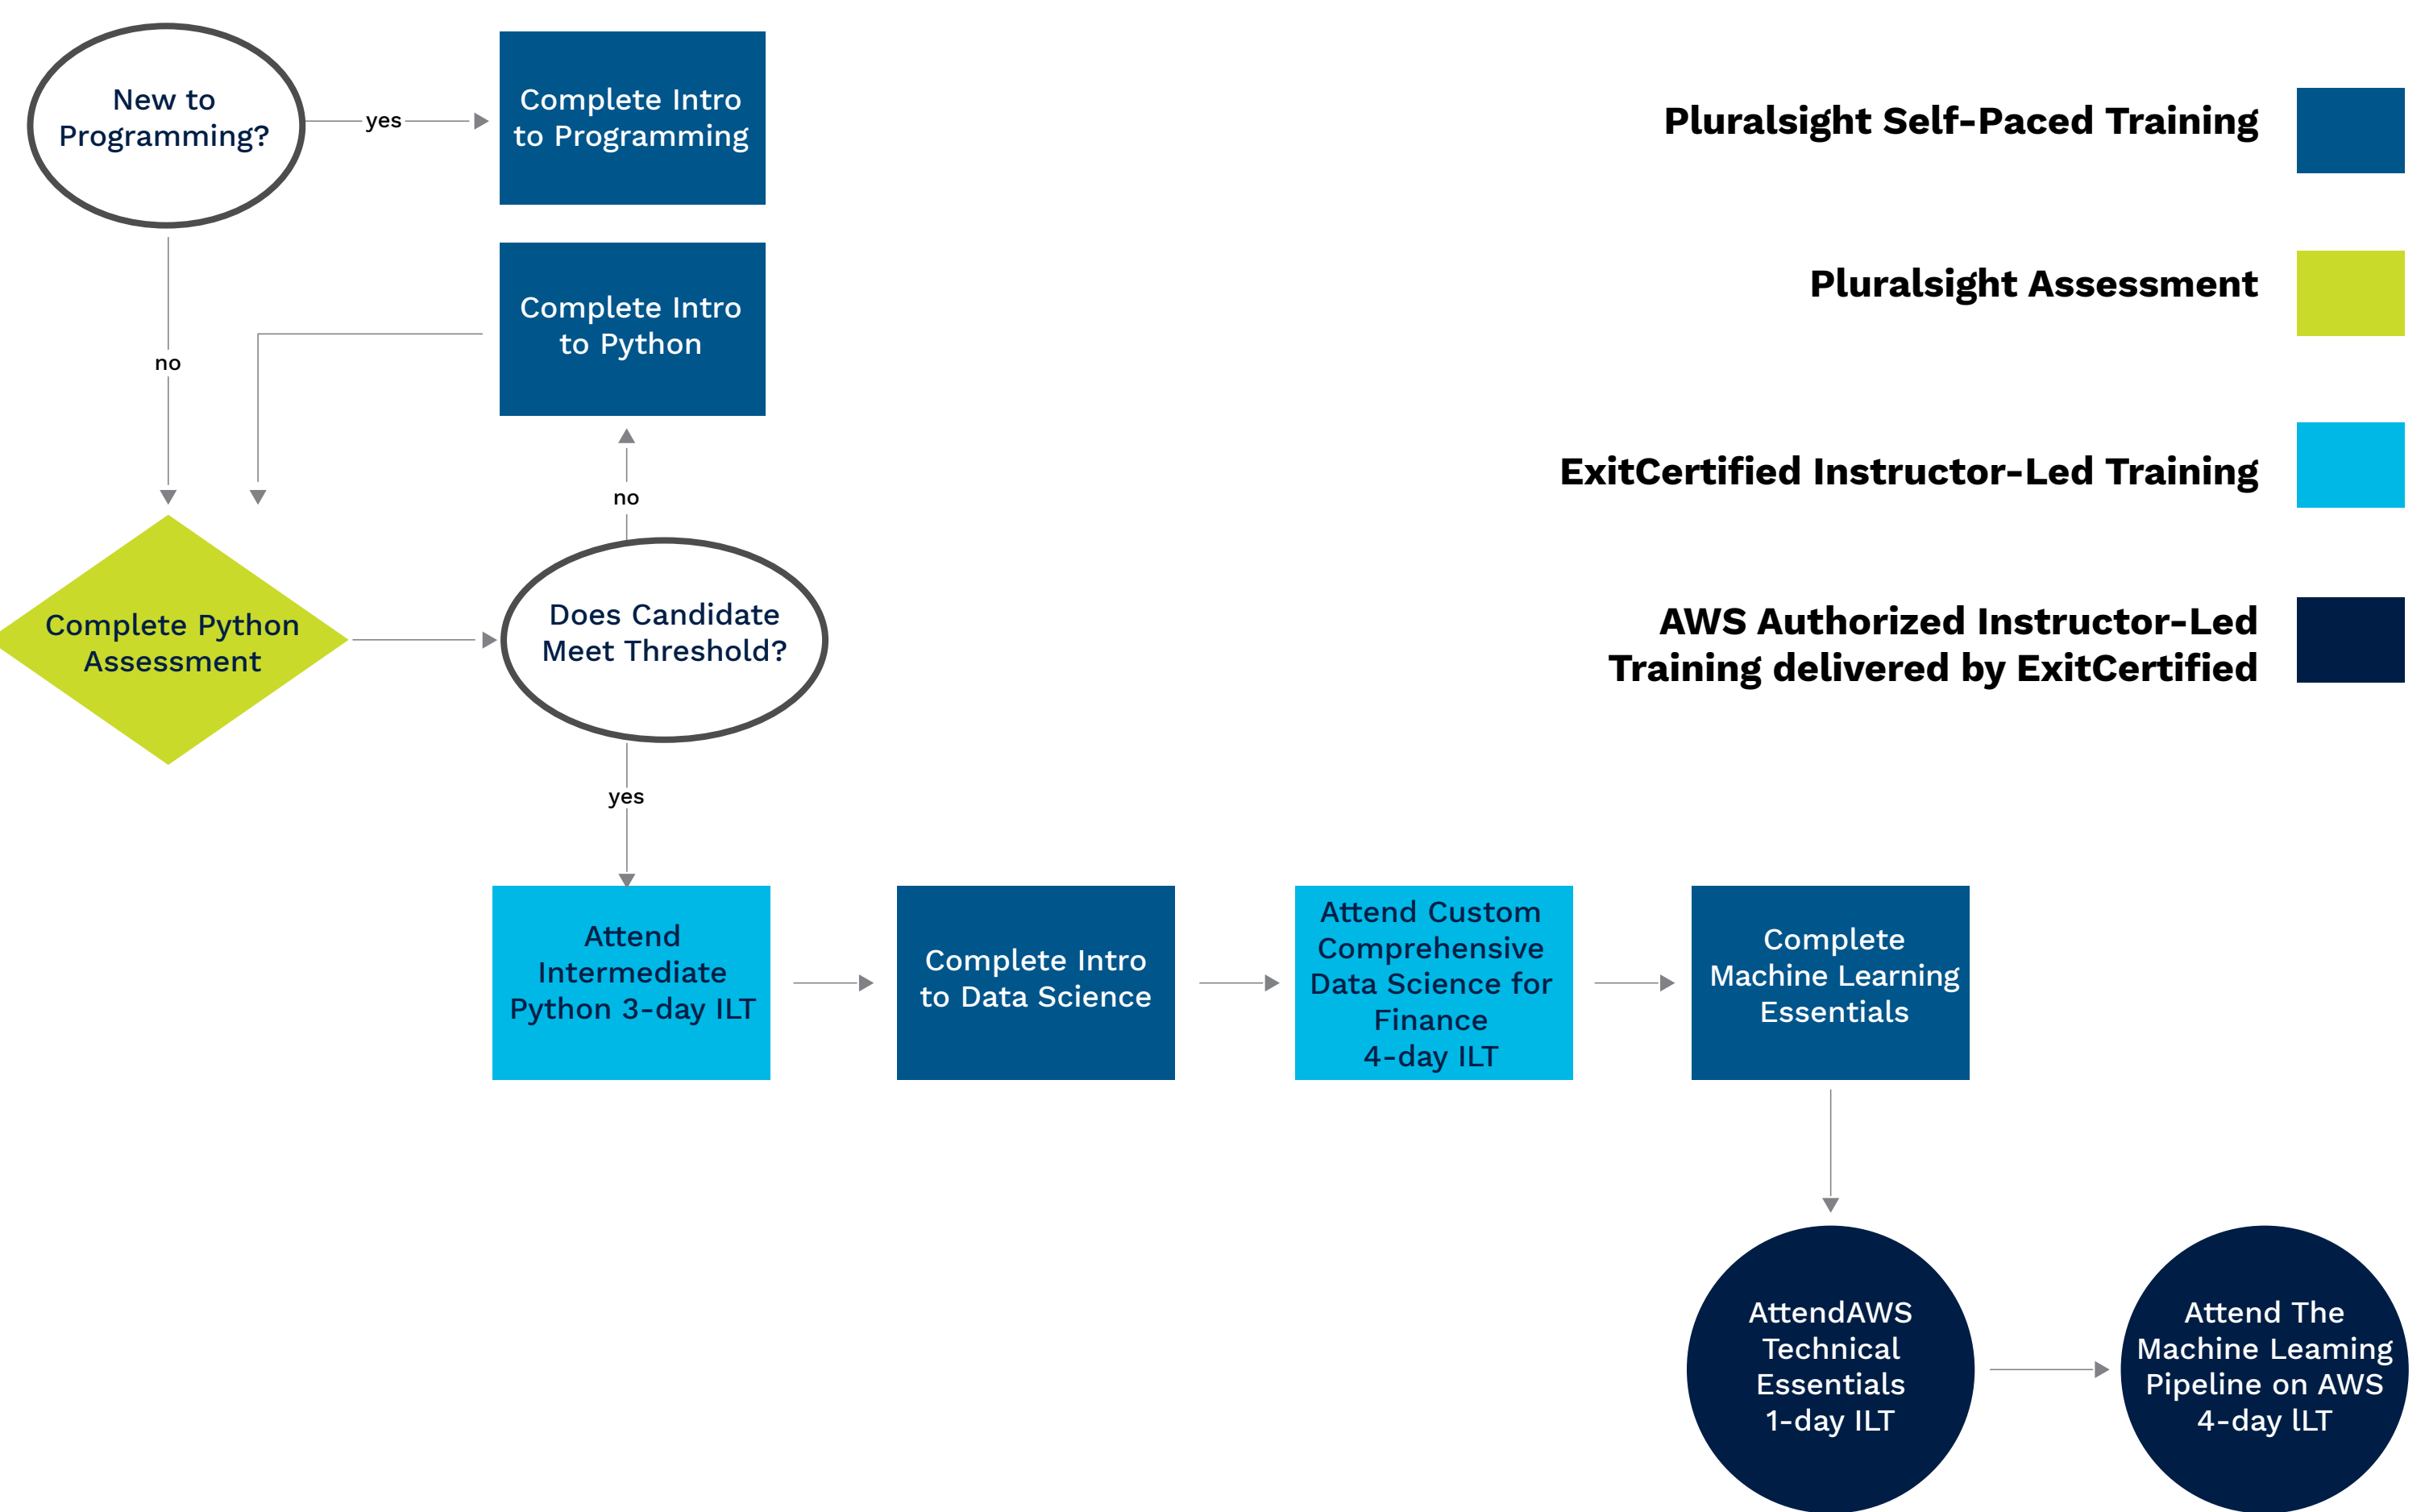 New to
Programming?
yes
Complete Intro
to Programming
Pluralsight Self-Paced Training
Complete Intro
to Python
Pluralsight Assessment
no
no
ExitCertified Instructor-Led Training
Complete Python
Assessment
Does Candidate
Meet Threshold?
AWS Authorized Instructor-Led
Training delivered by ExitCertified
yes
Attend
Intermediate
Python 3-day ILT
Complete Intro
to Data Science
Attend Custom
Comprehensive
Data Science for
Finance
4-day ILT
Complete
Machine Learning
Essentials
AttendAWS
Technical
Essentials
1-day ILT
Attend The
Machine Leaming
Pipeline on AWS
4-day lLT